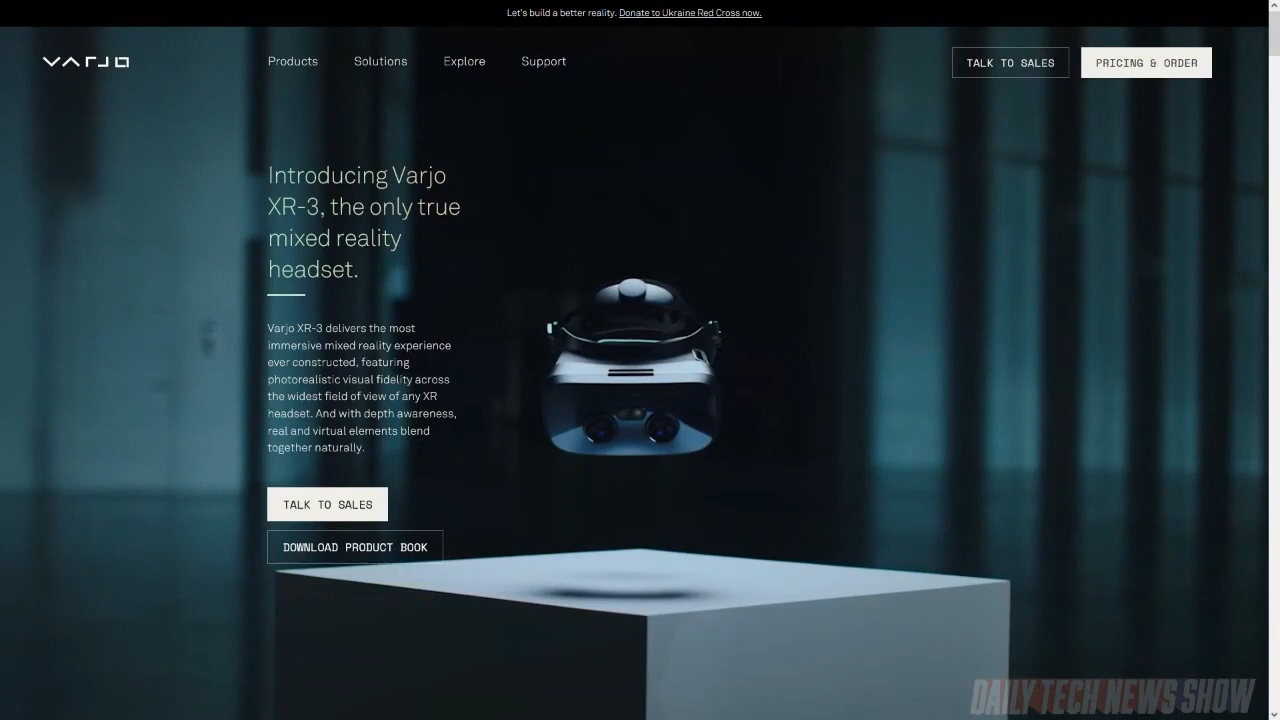 Let's build a better reality. Donate to Ukraine Red Cross now.
VARJO
Products
Solutions
Explore
Support
TALK TO SALES
PRICING & ORDER
Introducing Varjo
XR-3, the only true
mixed reality
headset.
Varjo XR-3 delivers the most
immersive mixed reality experience
ever constructed, featuring
photorealistic visual fidelity across
the widest field of view of any XR
headset. And with depth awareness,
real and virtual elements blend
together naturally.
TALK TO SALES
DOWNLOAD PRODUCT BOOK
DAILY TECH NEWS SHOW